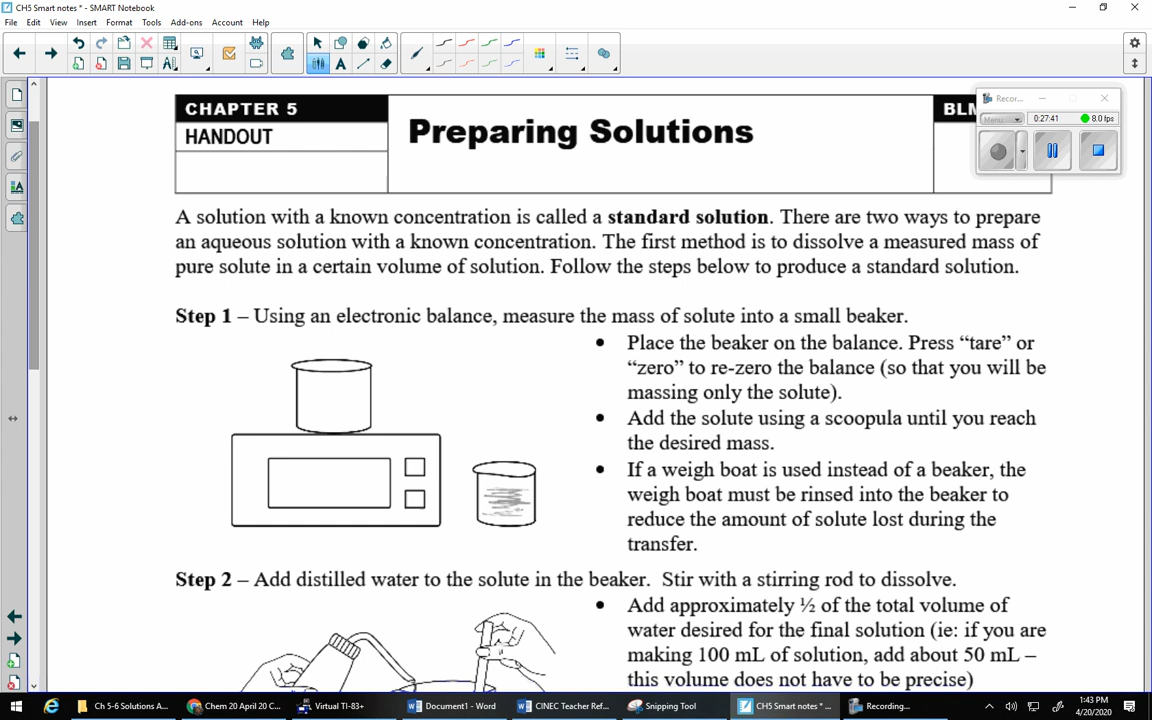 CH5 Smart notes * - SMART Notebook
File Edit View Insert Format Tools Add-ons Account Help
Recor...
Menu 0:27:41 8.0 fps
CHAPTER 5
HANDOUT
Preparing Solutions
BLM
A solution with a known concentration is called a standard solution. There are two ways to prepare
an aqueous solution with a known concentration. The first method is to dissolve a measured mass of
pure solute in a certain volume of solution. Follow the steps below to produce a standard solution.
Step 1 – Using an electronic balance, measure the mass of solute into a small beaker.
• Place the beaker on the balance. Press “tare” or
“zero” to re-zero the balance (so that you will be
massing only the solute).
• Add the solute using a scoopula until you reach
the desired mass.
• If a weigh boat is used instead of a beaker, the
weigh boat must be rinsed into the beaker to
reduce the amount of solute lost during the
transfer.
Step 2 – Add distilled water to the solute in the beaker.  Stir with a stirring rod to dissolve.
• Add approximately ½ of the total volume of
water desired for the final solution (ie: if you are
making 100 mL of solution, add about 50 mL –
this volume does not have to be precise)
Ch 5-6 Solutions A... Chem 20 April 20 C... Virtual TI-83+ Document1 - Word CINEC Teacher Ref... Snipping Tool CH5 Smart notes * ... Recording...
1:43 PM
4/20/2020